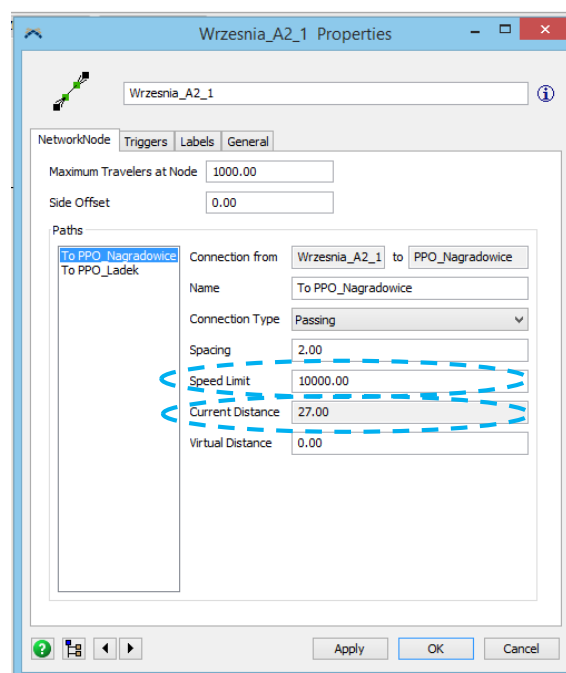 Wrzesnia_A2_1 Properties
Wrzesnia_A2_1
NetworkNode Triggers Labels General
Maximum Travelers at Node 1000.00
Side Offset 0.00
Paths
To PPO_Nagradowice
To PPO_Ladek
Connection from Wrzesnia_A2_1 to PPO_Nagradowice
Name To PPO_Nagradowice
Connection Type Passing
Spacing 2.00
Speed Limit 10000.00
Current Distance 27.00
Virtual Distance 0.00
Apply OK Cancel